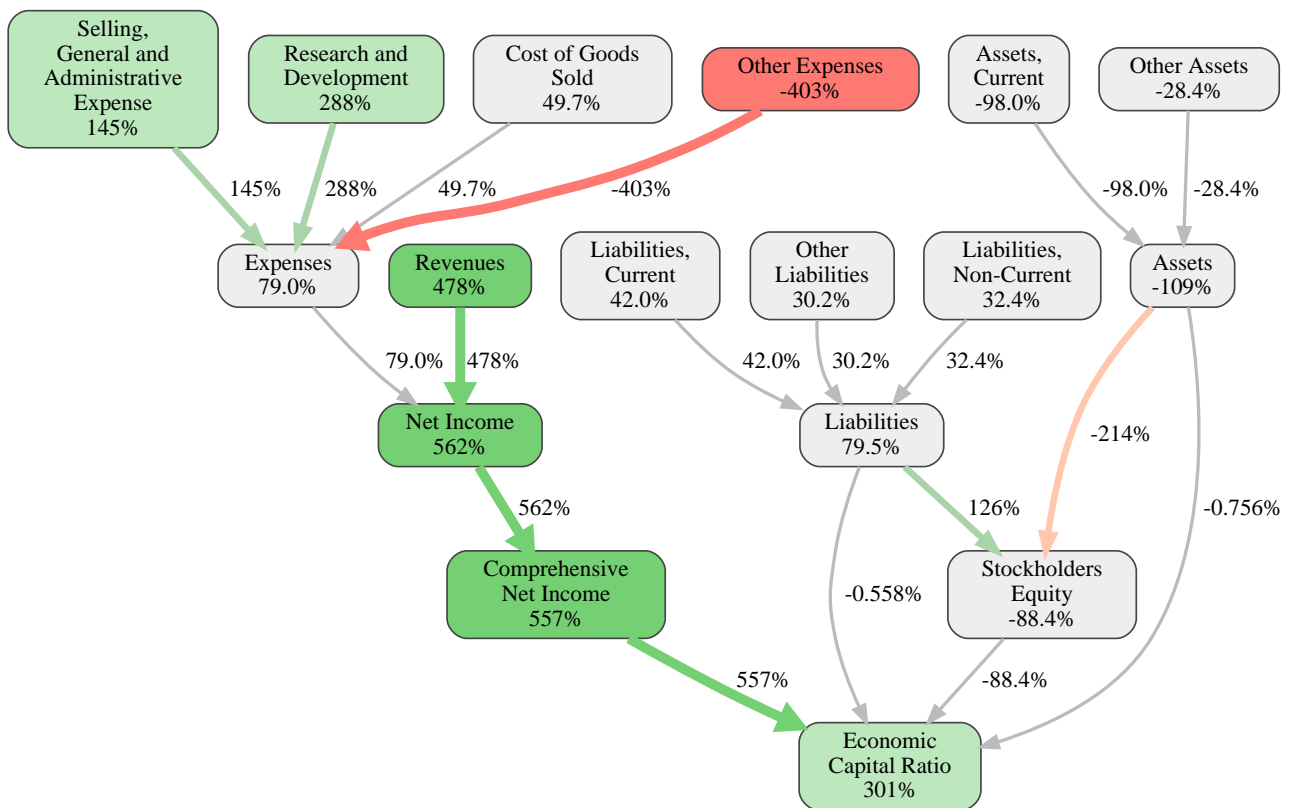 Selling,
General and
Administrative
Expense
145%
Research and
Development
288%
Cost of Goods
Sold
49.7%
Other Expenses
-403%
Assets,
Current
-98.0%
Other Assets
-28.4%
145%
288%
49.7%
-403%
-98.0%
-28.4%
Expenses
79.0%
Revenues
478%
Liabilities,
Current
42.0%
Other
Liabilities
30.2%
Liabilities,
Non-Current
32.4%
Assets
-109%
79.0%
478%
42.0%
30.2%
32.4%
Net Income
562%
Liabilities
79.5%
-214%
562%
126%
-0.756%
Comprehensive
Net Income
557%
-0.558%
Stockholders
Equity
-88.4%
557%
-88.4%
Economic
Capital Ratio
301%